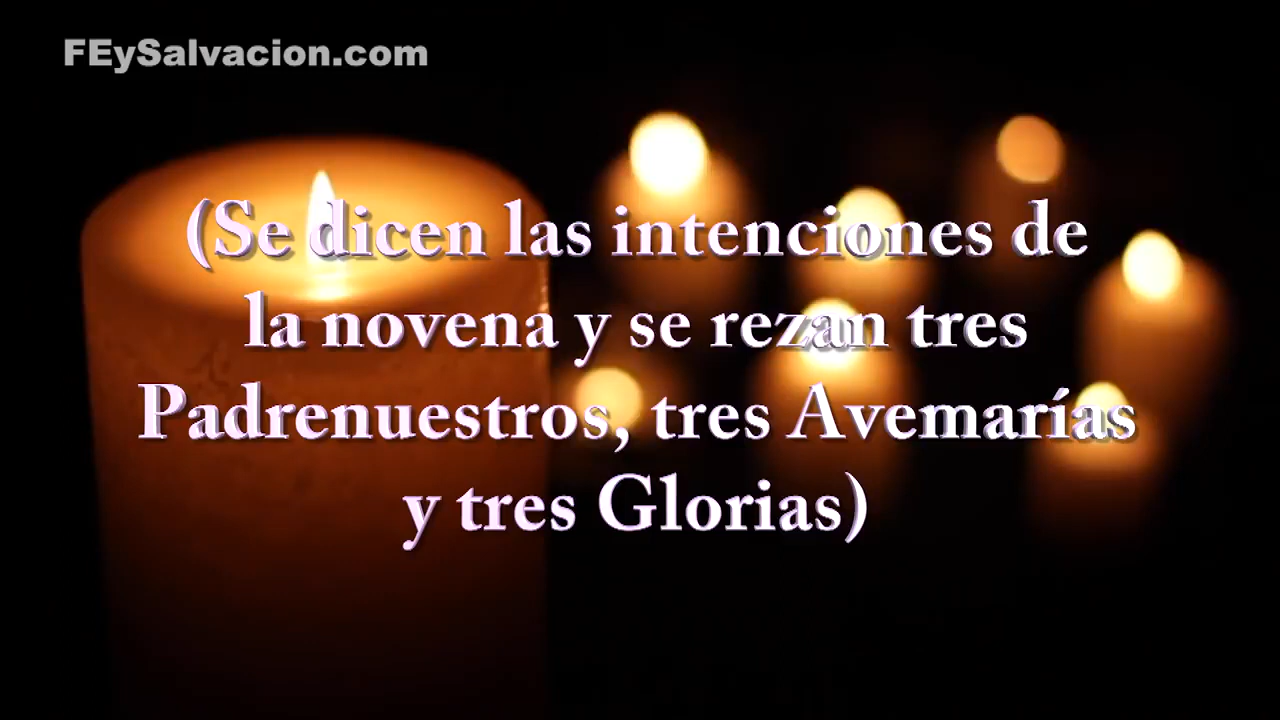 FEySalvacion.com
(Se dicen las intenciones de
la novena y se rezan tres
Padrenuestros, tres Avemarías
y tres Glorias)